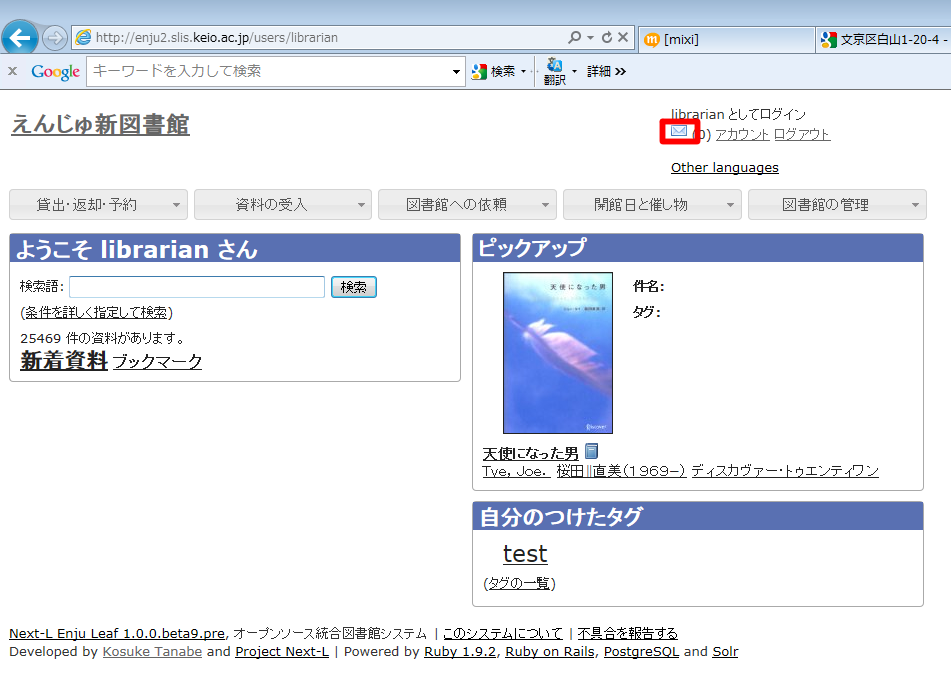 http://enju2.slis.keio.ac.jp/users/librarian
[mixi]
文京区白山1-20-4 -
x Google キーワードを入力して検索 検索 翻訳 詳細 »
えんじゅ新図書館
librarian としてログイン
(0) アカウント ログアウト
Other languages
貸出・返却・予約 資料の受入 図書館への依頼 開館日と催し物 図書館の管理
ようこそ librarian さん
検索語: 検索
(条件を詳しく指定して検索)
25469 件の資料があります。
新着資料 ブックマーク
ピックアップ
天使になった男
件名:
タグ:
天使になった男
Tye, Joe. 桜田∥直美(1969-) ディスカヴァー・トゥエンティワン
自分のつけたタグ
test
(タグの一覧)
Next-L Enju Leaf 1.0.0.beta9.pre, オープンソース統合図書館システム | このシステムについて | 不具合を報告する
Developed by Kosuke Tanabe and Project Next-L | Powered by Ruby 1.9.2, Ruby on Rails, PostgreSQL and Solr